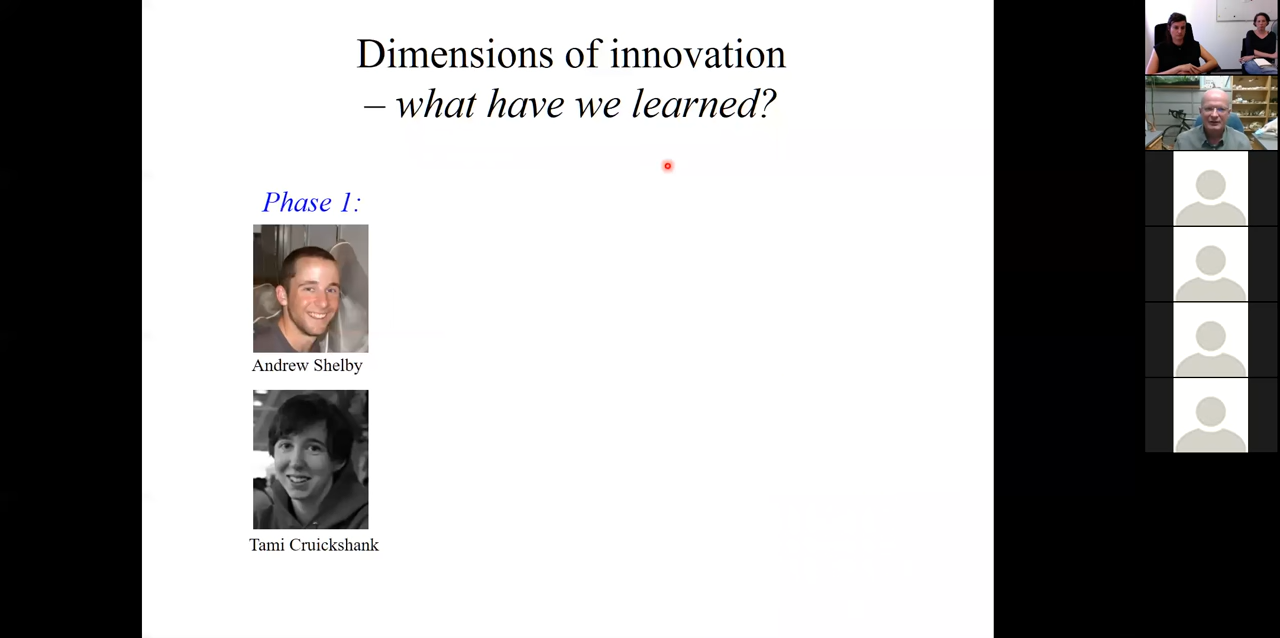 Dimensions of innovation
– what have we learned?
Phase 1:
Andrew Shelby
Tami Cruickshank